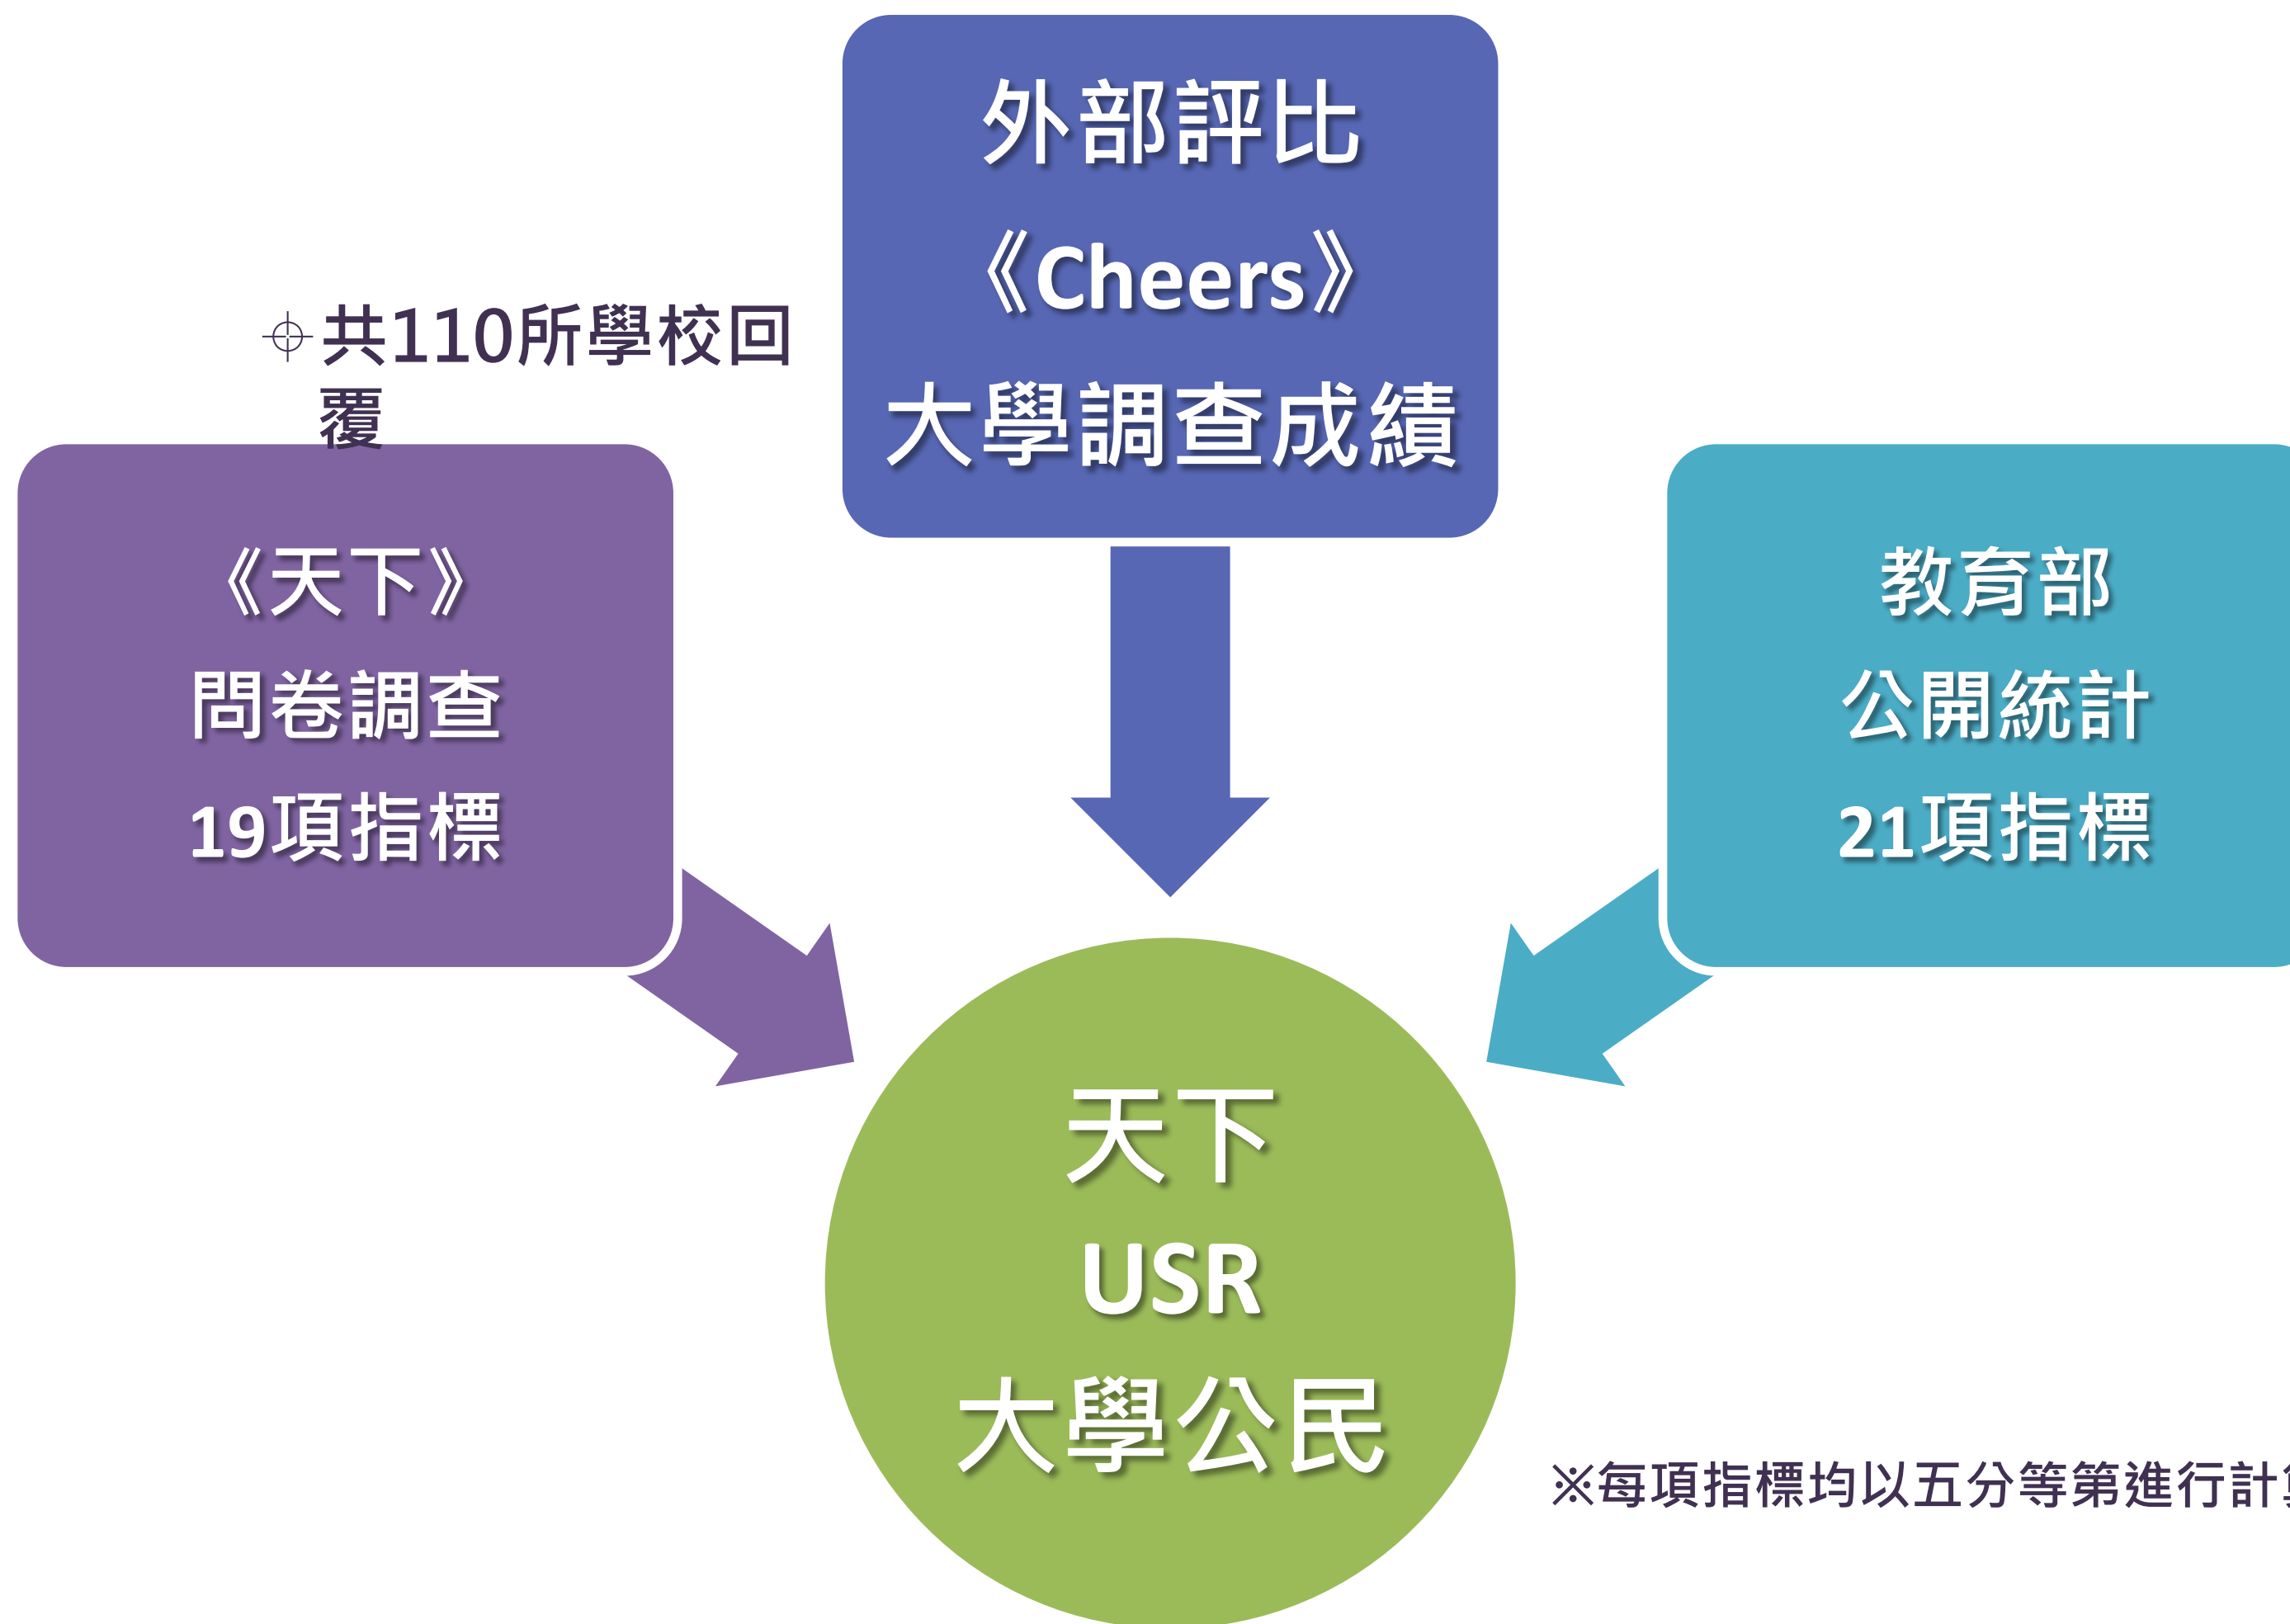 外部評比
《Cheers》
大學調查成績
共110所學校回
覆
《天下》
問卷調查
19項指標
教育部
公開統計
21項指標
天下
USR
大學公民
※每項指標均以五分等第進行計